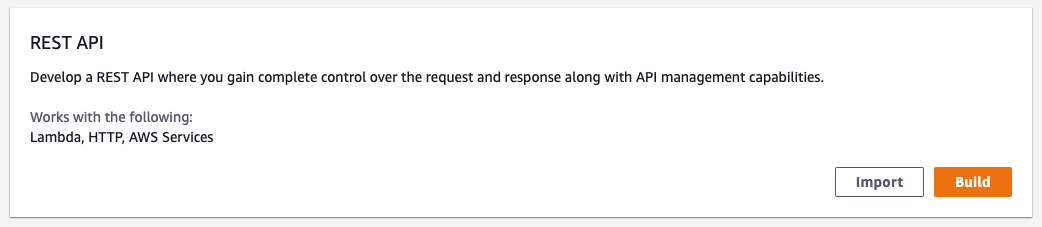 REST API
Develop a REST API where you gain complete control over the request and response along with API management capabilities.
Works with the following:
Lambda, HTTP, AWS Services
Import Build